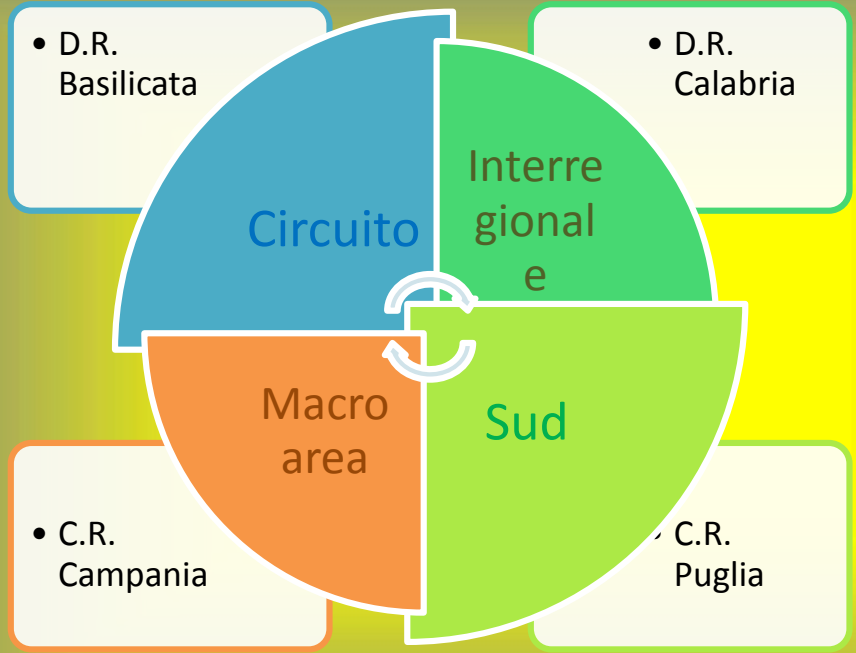 • D.R.
Basilicata
• D.R.
Calabria
Circuito
Interre
gional
e
Macro
area
Sud
• C.R.
Campania
• C.R.
Puglia